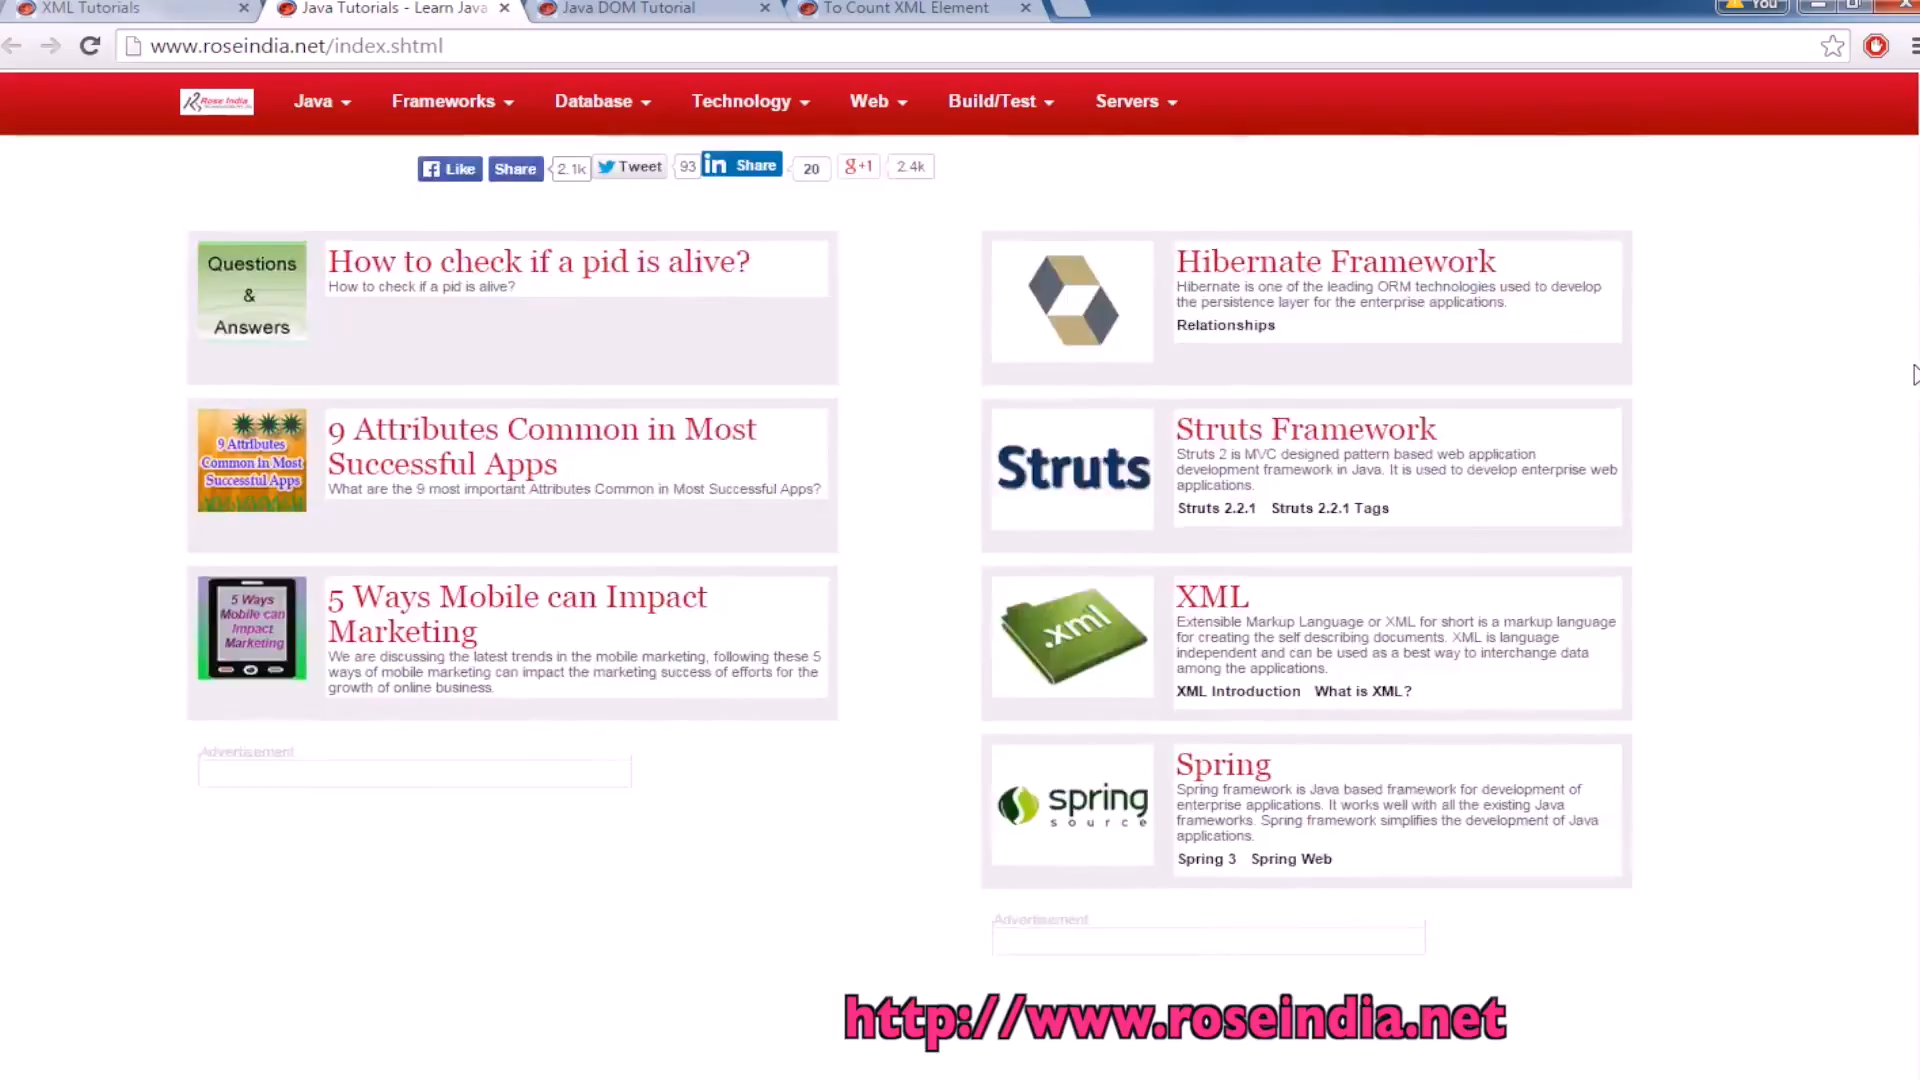 XML Tutorials
Java Tutorials - Learn Java
Java DOM Tutorial
To Count XML Element
You
www.roseindia.net/index.shtml
Rose India
Java
Frameworks
Database
Technology
Web
Build/Test
Servers
Like
Share
2.1k
Tweet
93
in Share
20
g+1
2.4k
Questions
&
Answers
How to check if a pid is alive?
How to check if a pid is alive?
9 Attributes
Common in Most
Successful Apps
9 Attributes Common in Most
Successful Apps
What are the 9 most important Attributes Common in Most Successful Apps?
5 Ways
Mobile can
Impact
Marketing
5 Ways Mobile can Impact
Marketing
We are discussing the latest trends in the mobile marketing, following these 5
ways of mobile marketing can impact the marketing success of efforts for the
growth of online business.
Advertisement
Hibernate Framework
Hibernate is one of the leading ORM technologies used to develop
the persistence layer for the enterprise applications.
Relationships
Struts
Struts Framework
Struts 2 is MVC designed pattern based web application
development framework in Java. It is used to develop enterprise web
applications.
Struts 2.2.1 Struts 2.2.1 Tags
.xml
XML
Extensible Markup Language or XML for short is a markup language
for creating the self describing documents. XML is language
independent and can be used as a best way to interchange data
among the applications.
XML Introduction What is XML?
spring
source
Spring
Spring framework is Java based framework for development of
enterprise applications. It works well with all the existing Java
frameworks. Spring framework simplifies the development of Java
applications.
Spring 3 Spring Web
Advertisement
http://www.roseindia.net